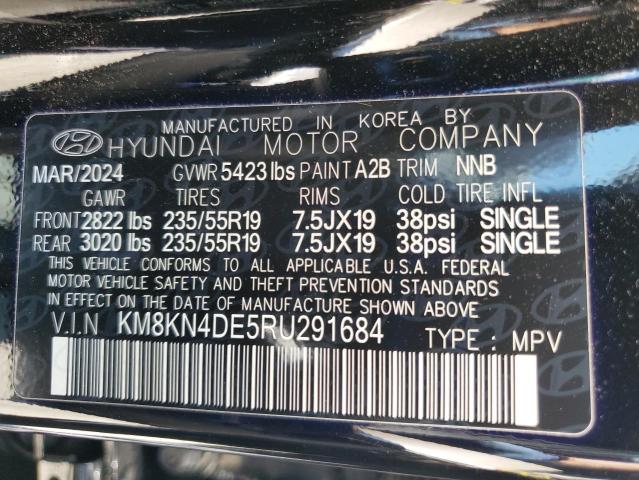 MANUFACTURED IN KOREA BY
HYUNDAI MOTOR COMPANY
MAR/2024 GVWR 5423 lbs PAINT A2B TRIM NNB
GAWR TIRES RIMS COLD TIRE INFL
FRONT 2822 lbs 235/55R19 7.5JX19 38psi SINGLE
REAR 3020 lbs 235/55R19 7.5JX19 38psi SINGLE
THIS VEHICLE CONFORMS TO ALL APPLICABLE U.S.A. FEDERAL
MOTOR VEHICLE SAFETY AND THEFT PREVENTION STANDARDS
IN EFFECT ON THE DATE OF MANUFACTURE SHOWN ABOVE.
V.I.N KM8KN4DE5RU291684 TYPE: MPV